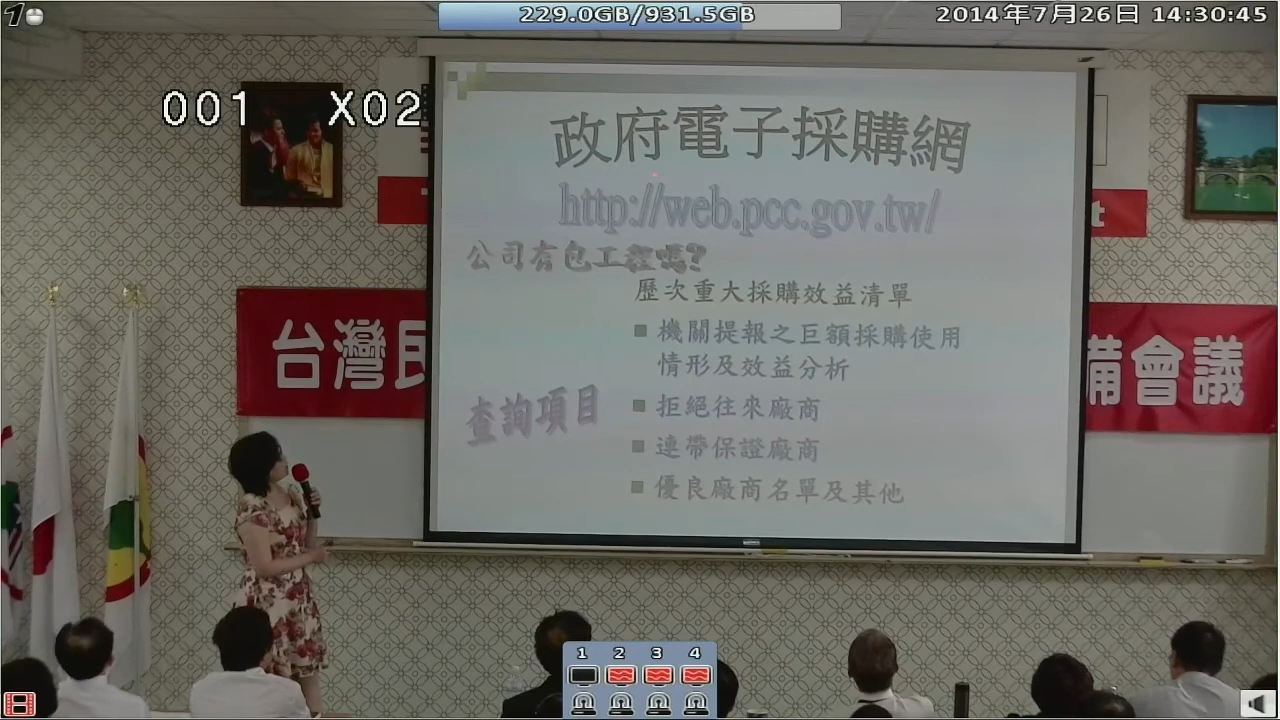 1
229.0GB/931.5GB
2014年7月26日 14:30:45
001 X02
政府電子採購網
http://web.pcc.gov.tw/
公司有包工程嗎?
歷次重大採購效益清單
機關提報之巨額採購使用
情形及效益分析
查詢項目
拒絕往來廠商
連帶保證廠商
優良廠商名單及其他
台灣民
備會議
t
1 2 3 4